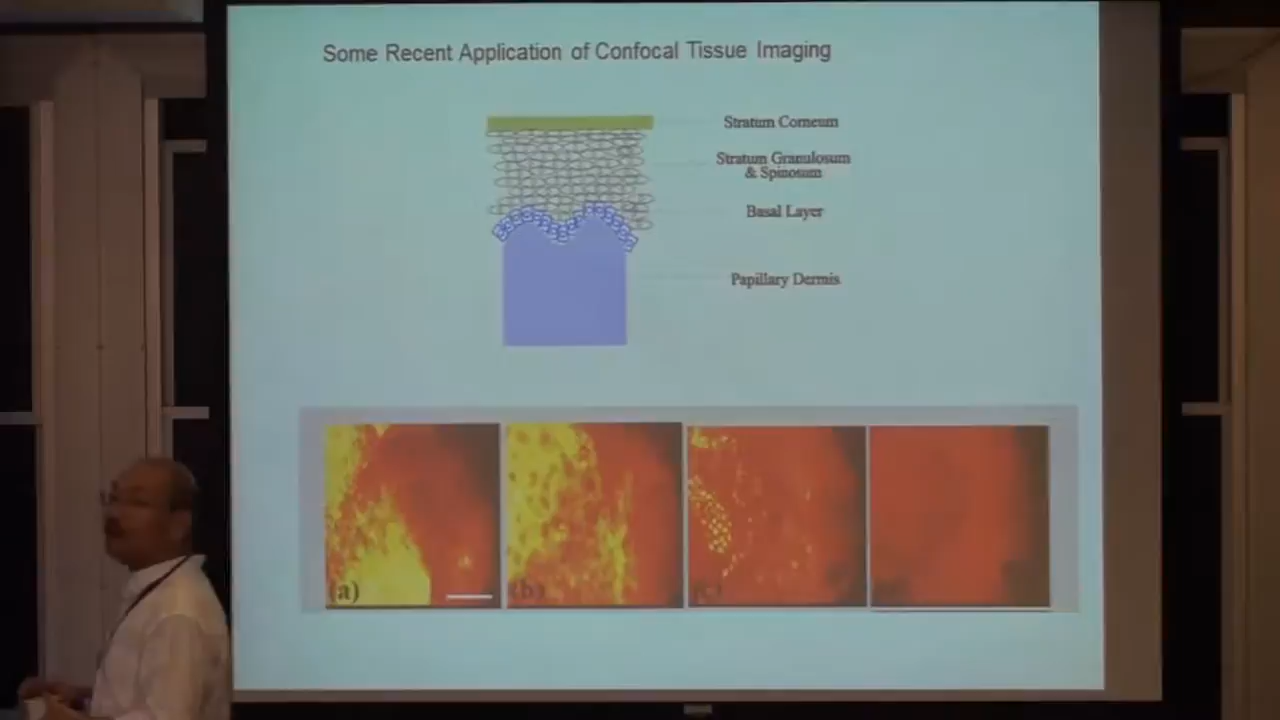 Some Recent Application of Confocal Tissue Imaging
Stratum Corneum
Stratum Granulosum
& Spinosum
Basal Layer
Papillary Dermis
(a)
(b)
(c)